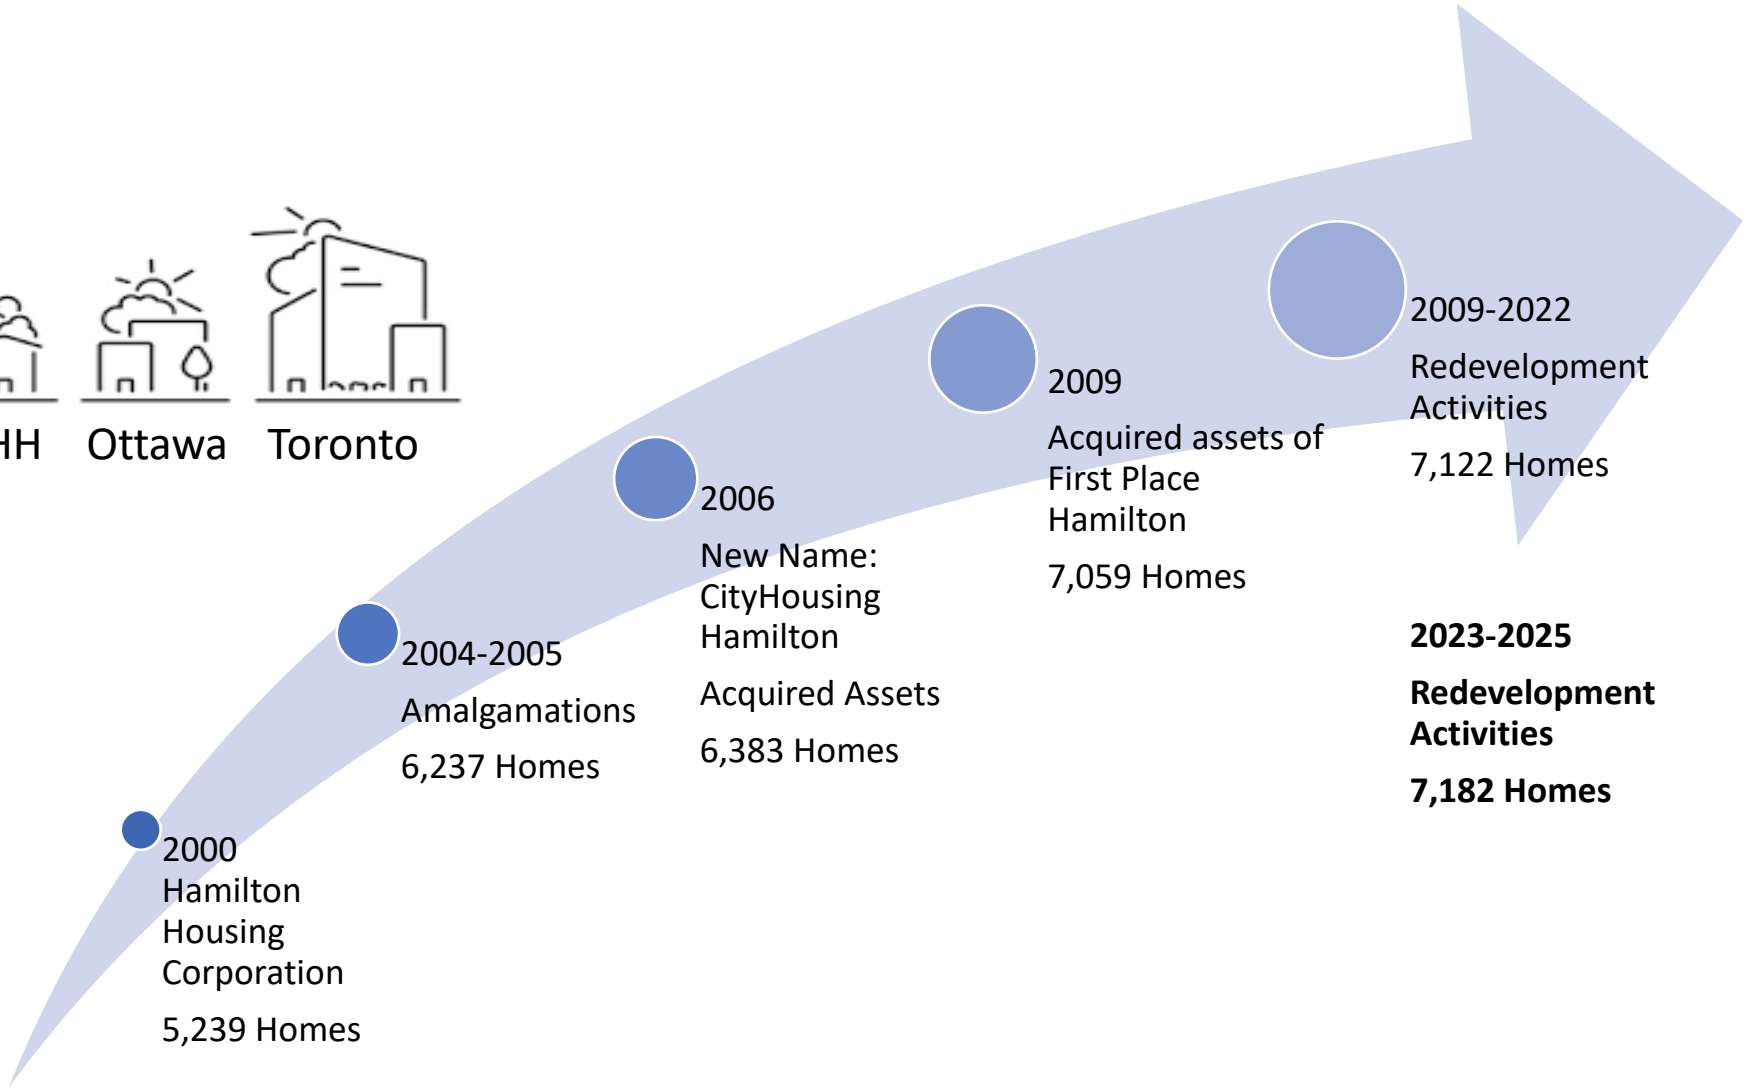 HH
Ottawa
Toronto
2000
Hamilton
Housing
Corporation
5,239 Homes
2004-2005
Amalgamations
6,237 Homes
2006
New Name:
CityHousing
Hamilton
Acquired Assets
6,383 Homes
2009
Acquired assets of
First Place
Hamilton
7,059 Homes
2009-2022
Redevelopment
Activities
7,122 Homes
2023-2025
Redevelopment
Activities
7,182 Homes